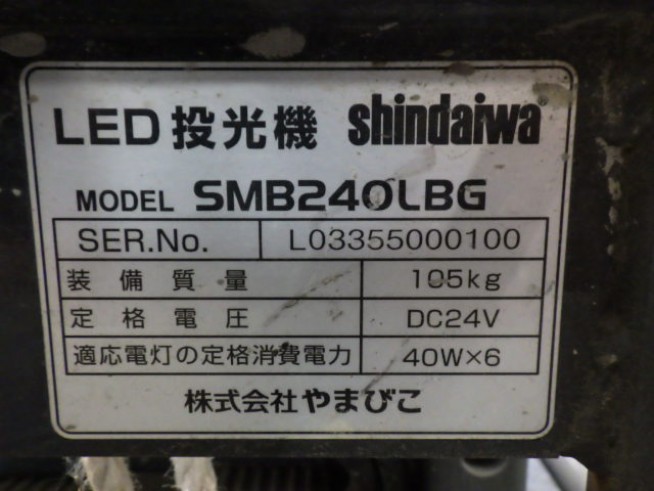 LED投光機 shindaiwa®
MODEL SMB240LBG
SER.No. L03355000100
装備質量 105kg
定格電圧 DC24V
適応電灯の定格消費電力 40W×6
株式会社やまびこ